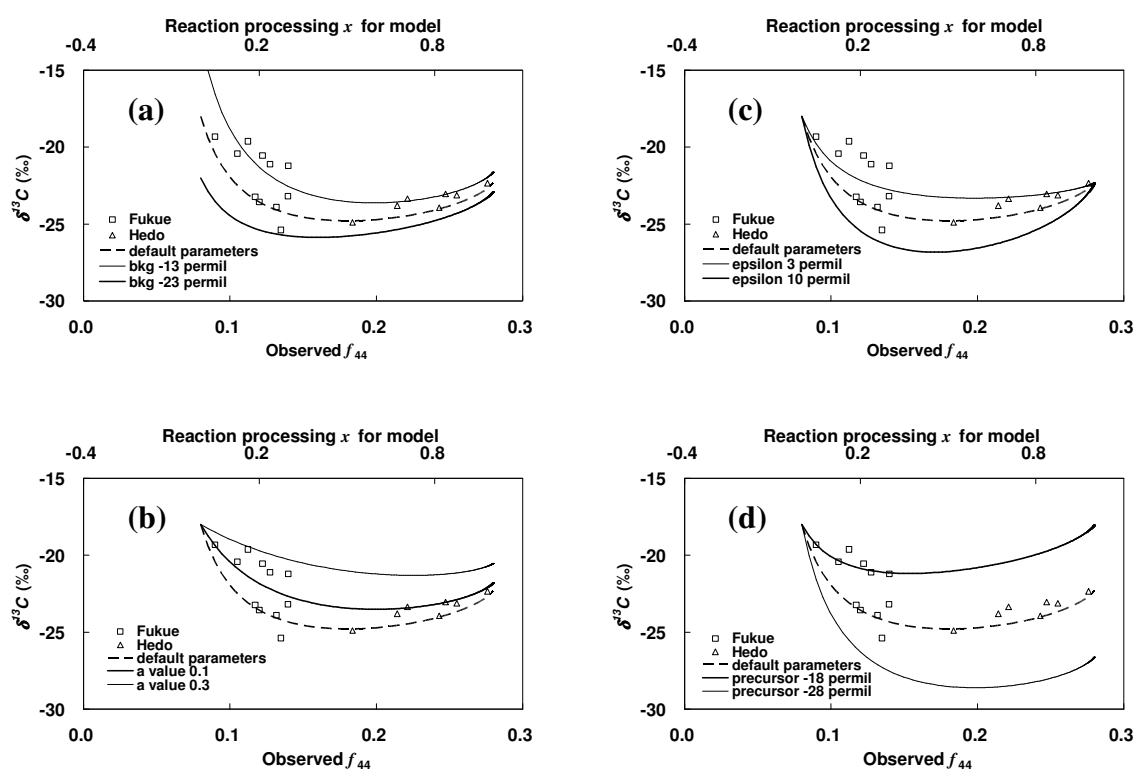 Reaction processing x for model
-0.4 0.2 0.8
-15
-20
-25
-30
δ13C (‰)
(a)
Fukue
Hedo
default parameters
bkg -13 permil
bkg -23 permil
0.0 0.1 0.2 0.3
Observed f44
Reaction processing x for model
-0.4 0.2 0.8
-15
-20
-25
-30
δ13C (‰)
(c)
Fukue
Hedo
default parameters
epsilon 3 permil
epsilon 10 permil
0.0 0.1 0.2 0.3
Observed f44
Reaction processing x for model
-0.4 0.2 0.8
-15
-20
-25
-30
δ13C (‰)
(b)
Fukue
Hedo
default parameters
a value 0.1
a value 0.3
0.0 0.1 0.2 0.3
Observed f44
Reaction processing x for model
-0.4 0.2 0.8
-15
-20
-25
-30
δ13C (‰)
(d)
Fukue
Hedo
default parameters
precursor -18 permil
precursor -28 permil
0.0 0.1 0.2 0.3
Observed f44